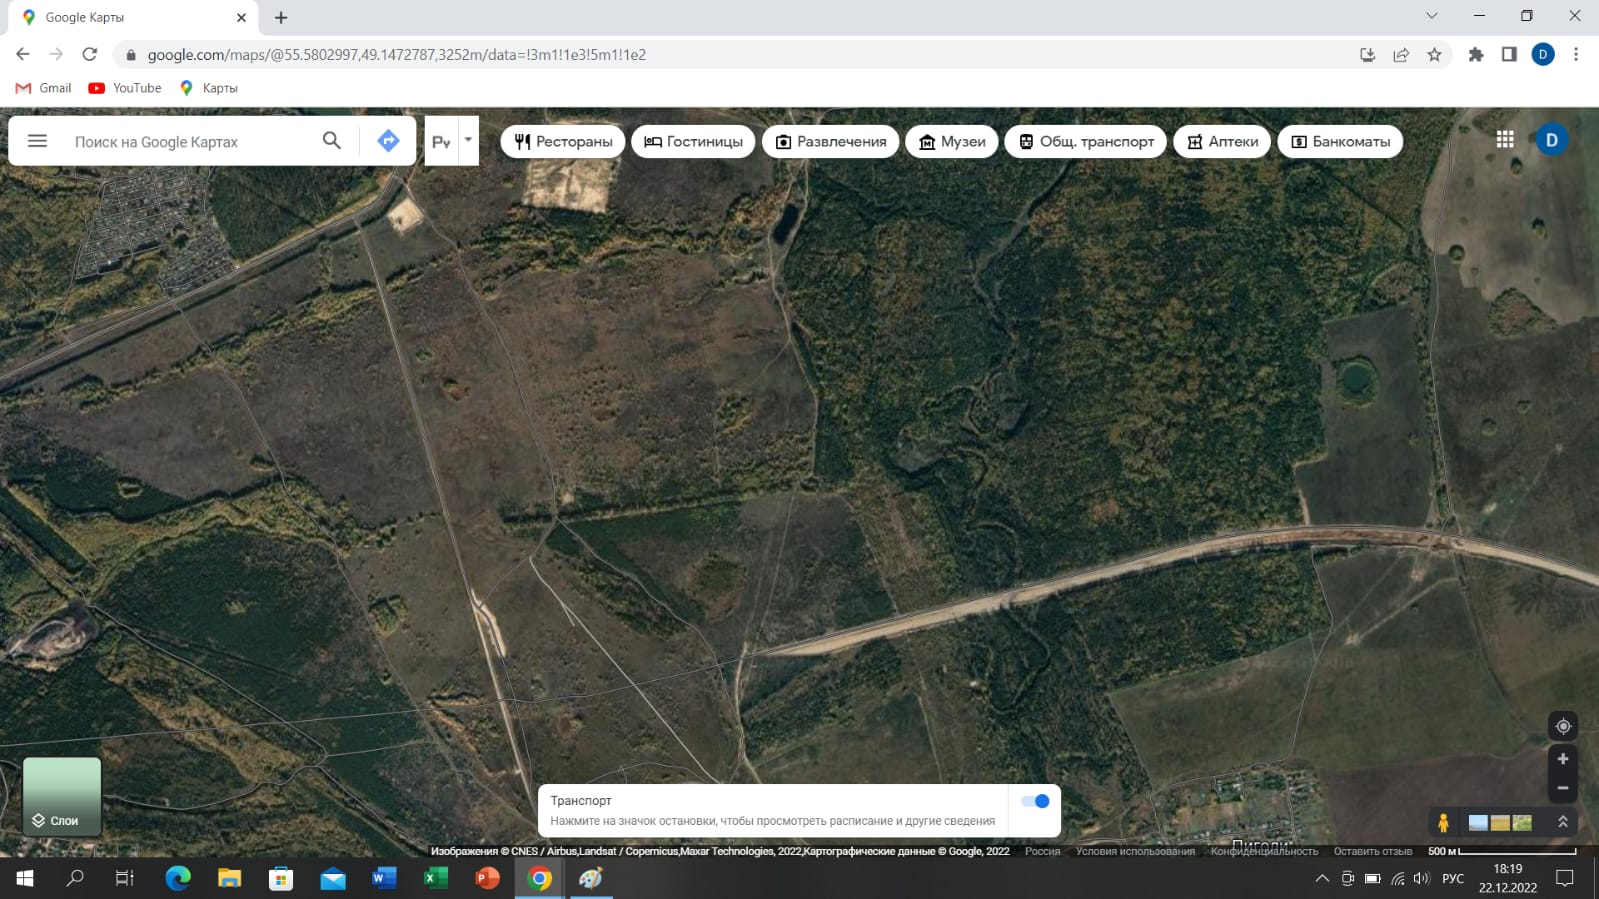 Google Карты
google.com/maps/@55.5802997,49.1472787,3252m/data=!3m1!1e3!5m1!1e2
D
Gmail YouTube Карты
Поиск на Google Картах
Рестораны Гостиницы Развлечения Музеи Общ. транспорт Аптеки Банкоматы
D
Слои
Транспорт
Нажмите на значок остановки, чтобы просмотреть расписание и другие сведения
Изображения © CNES / Airbus,Landsat / Copernicus,Maxar Technologies, 2022,Картографические данные © Google, 2022 Россия Условия использования Конфиденциальность Оставить отзыв 500 м
РУС
18:19
22.12.2022